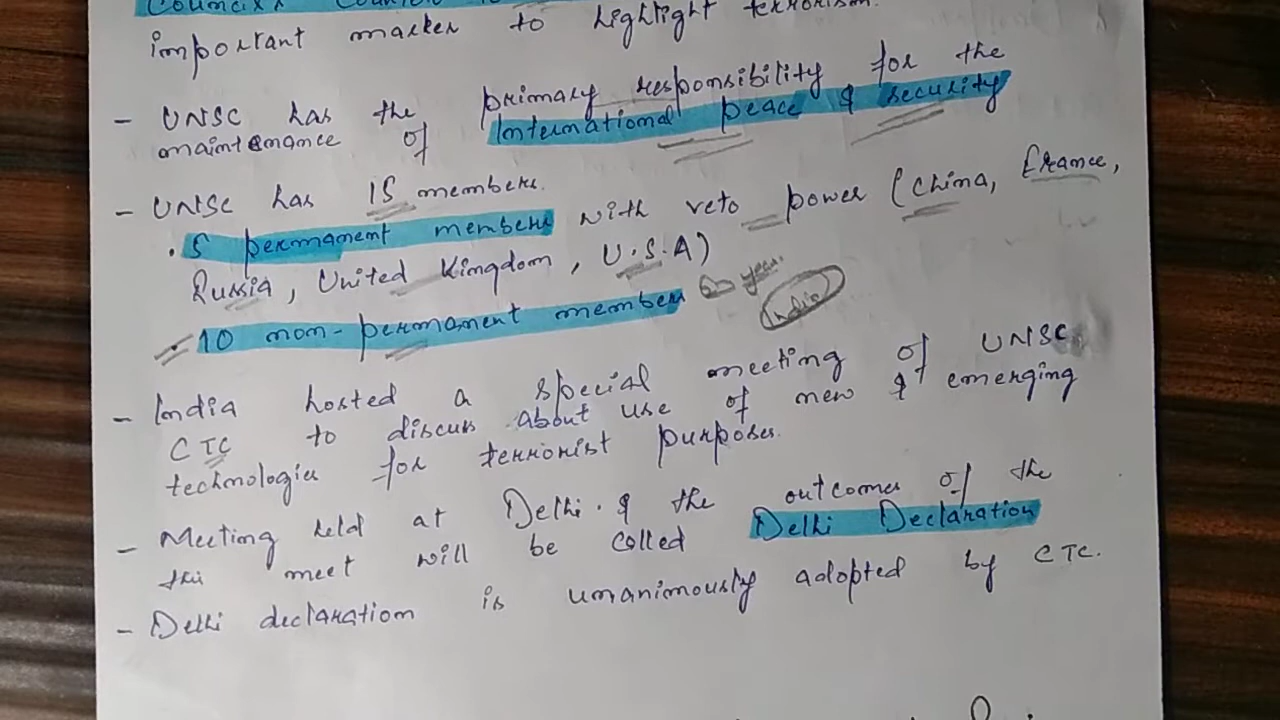 important marker to highlight terrorism.
- UNSC has the primary responsibility for the
maintenance of International peace & security
- UNSC has 15 members.
. 5 permanent members with veto power (China, France,
Russia, United Kingdom, U.S.A)
. 10 non-permanent members year. India
- India hosted a special meeting of UNSC
CTC to discuss about use of new & emerging
technologies for terrorist purposes.
- Meeting held at Delhi. & the outcomes of the
this meet will be called Delhi Declaration
- Delhi declaration is unanimously adopted by CTC.